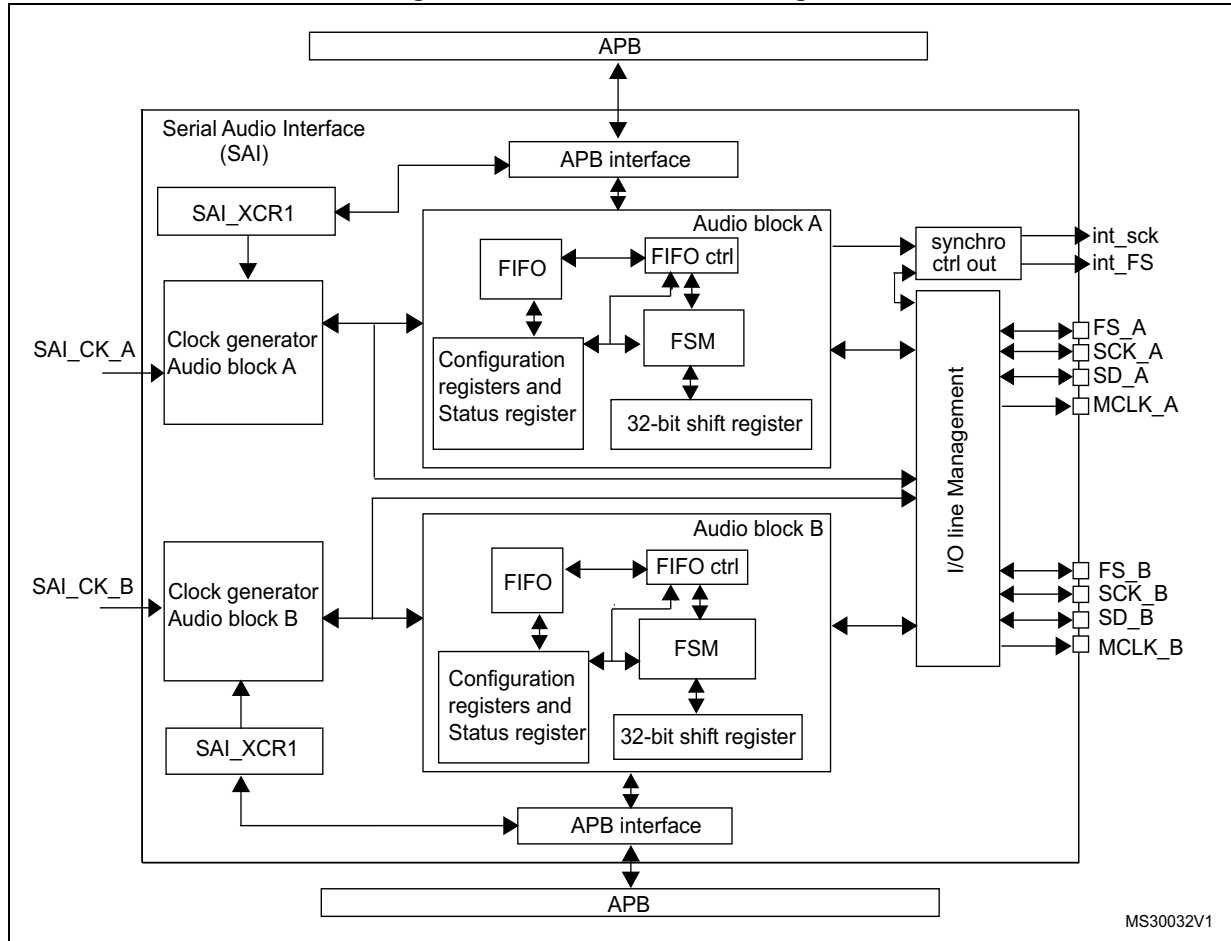 APB
Serial Audio Interface
(SAI)
APB interface
SAI_XCR1
Audio block A
FIFO
FIFO ctrl
synchro
ctrl out
int_sck
int_FS
Clock generator
Audio block A
SAI_CK_A
Configuration
registers and
Status register
FSM
32-bit shift register
I/O line Management
FS_A
SCK_A
SD_A
MCLK_A
Audio block B
FIFO
FIFO ctrl
Clock generator
Audio block B
SAI_CK_B
Configuration
registers and
Status register
FSM
32-bit shift register
FS_B
SCK_B
SD_B
MCLK_B
SAI_XCR1
APB interface
APB
MS30032V1